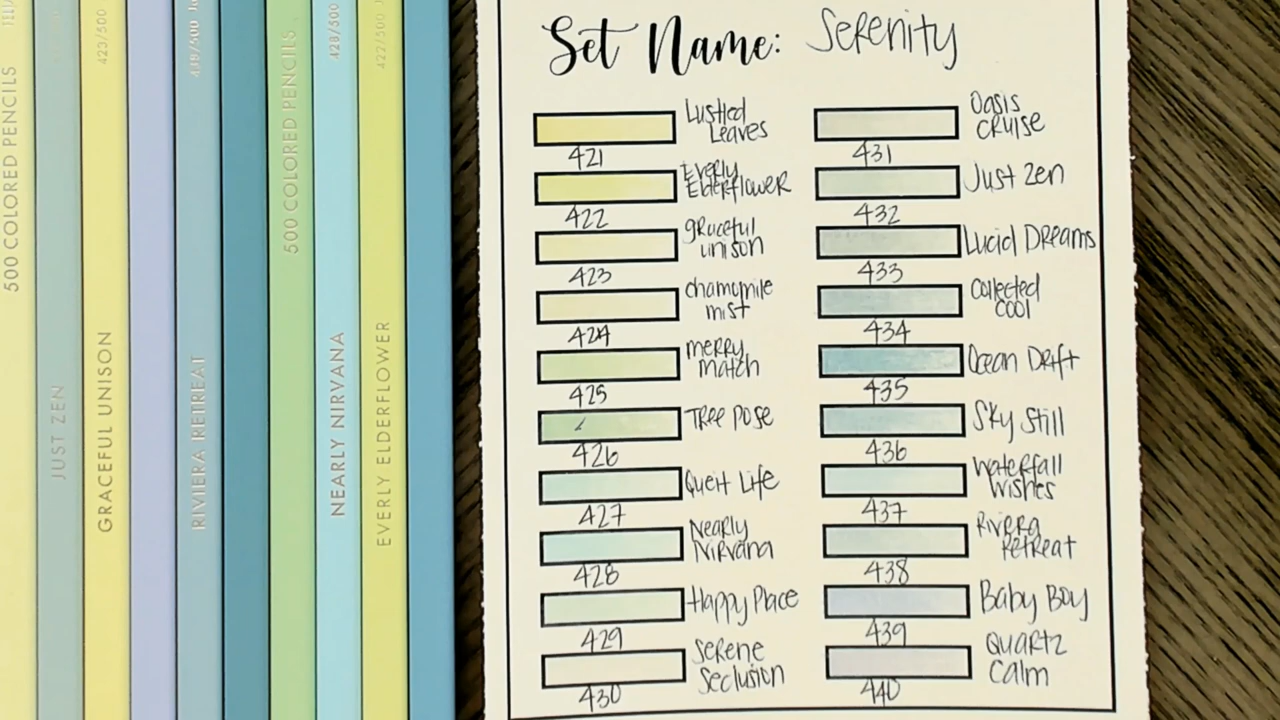 500 COLORED PENCILS
JUST ZEN
423/500
GRACEFUL UNISON
RIVIERA RETREAT
500 COLORED PENCILS
428/500
NEARLY NIRVANA
422/500
EVERLY ELDERFLOWER
Set Name: Serenity
Lustled
Leaves
421
Everly
Elderflower
422
graceful
unison
423
chamomile
mist
424
merry
match
425
Tree Pose
426
Queit Life
427
Nearly
Nirvana
428
Happy Place
429
Serene
Seclusion
430
Oasis
Cruise
431
Just Zen
432
Lucid Dreams
433
Collected
cool
434
Ocean Drift
435
Sky Still
436
Waterfall
Wishes
437
Rivera
Retreat
438
Baby Boy
439
Quartz
Calm
440